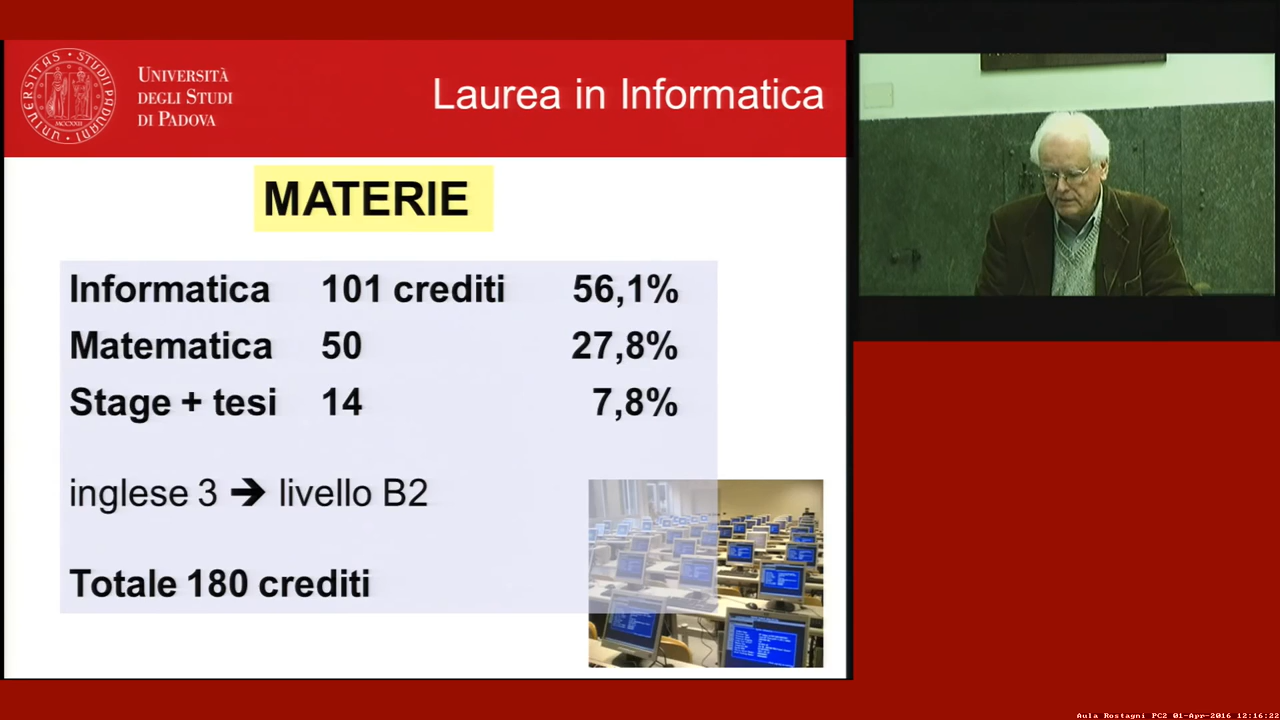 UNIVERSITÀ
DEGLI STUDI
DI PADOVA
Laurea in Informatica
MATERIE
Informatica 101 crediti 56,1%
Matematica 50 27,8%
Stage + tesi 14 7,8%
inglese 3 ➔ livello B2
Totale 180 crediti
Aula Rostagni PC2 01-Apr-2016 12:16:22